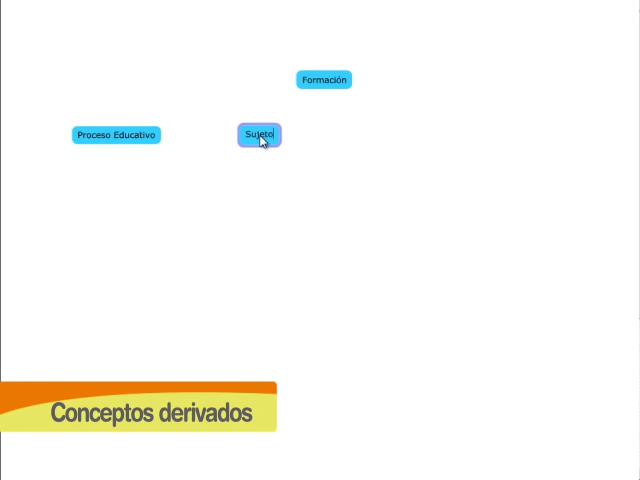 Formación
Proceso Educativo
Sujeto
Conceptos derivados